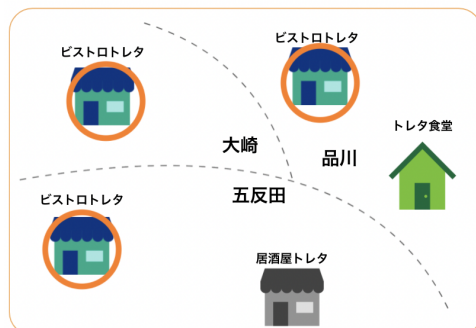 ビストロトレタ
ビストロトレタ
トレタ食堂
大崎
品川
五反田
ビストロトレタ
居酒屋トレタ